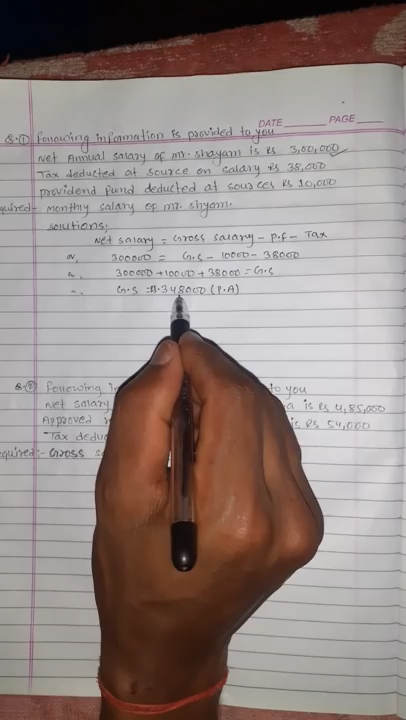 DATE PAGE
Q.① Following information is provided to you
Net Annual salary of mr. shayam is Rs. 3,00,000
Tax deducted at source on salary Rs 38,000
providend Fund deducted at sources Rs 10,000
quired- monthly salary of mr. shyam.
solutions;
Net salary = Gross salary - P.f - Tax
or, 300000 = G.S - 10000 - 38000
or, 300000 +10000 + 38000 = G.S
∴ G.S = Rs.348000 (P.A)
Q.② Following in to you
Net salary is Rs 4,85,000
Approved is Rs 54,000
Tax dedu
equired:- Gross s